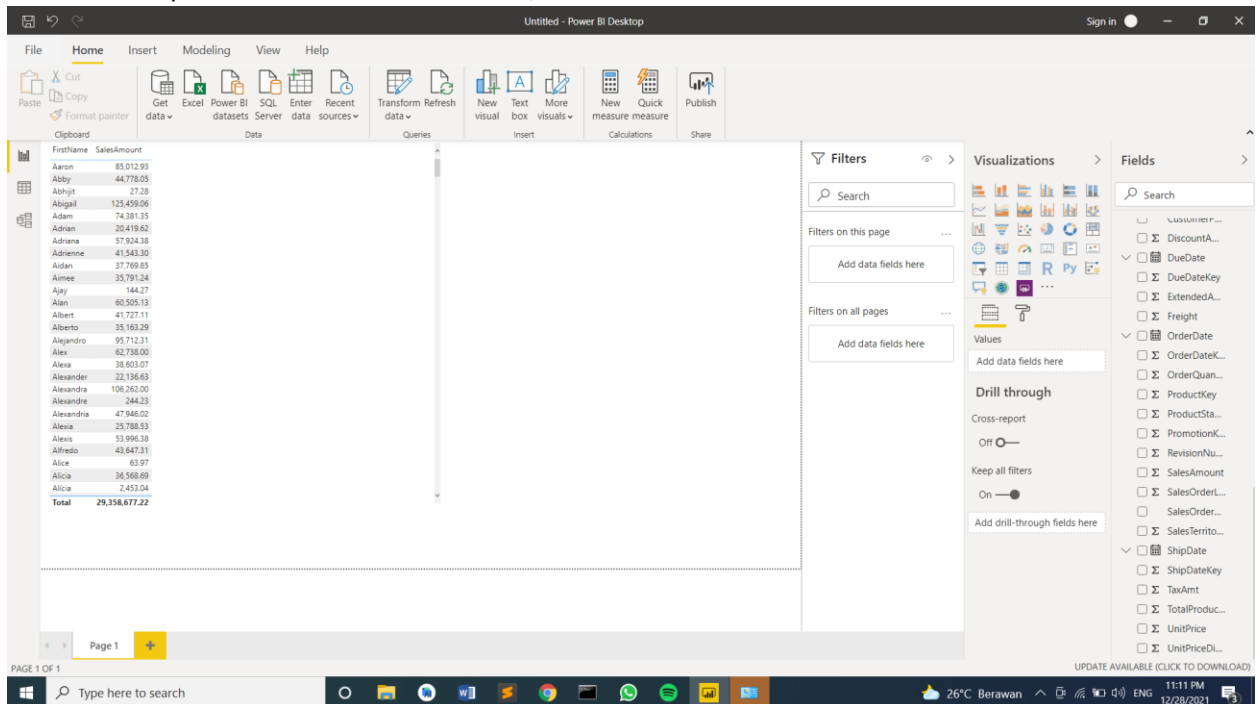 Untitled - Power BI Desktop
Sign in
File Home Insert Modeling View Help
Paste
Cut
Copy
Format painter
Get data
Excel
Power BI datasets
SQL Server
Enter data
Recent sources
Transform data
Refresh
New visual
Text box
More visuals
New measure
Quick measure
Publish
Clipboard
Data
Queries
Insert
Calculations
Share
FirstName SalesAmount
Aaron 85,012.93
Abby 44,778.05
Abhijit 27.28
Abigail 125,459.06
Adam 74,381.35
Adrian 20,419.62
Adriana 57,924.38
Adrienne 41,543.30
Aidan 37,769.85
Aimee 35,791.24
Ajay 144.27
Alan 60,505.13
Albert 41,727.11
Alberto 35,163.29
Alejandro 95,712.31
Alex 62,738.00
Alexa 38,603.07
Alexander 22,136.63
Alexandra 106,262.00
Alexandre 244.23
Alexandria 47,946.02
Alexia 25,788.53
Alexis 53,996.38
Alfredo 43,647.31
Alice 63.97
Alicia 36,568.69
Alicia 2,453.04
Total 29,358,677.22
Filters
Search
Filters on this page ...
Add data fields here
Filters on all pages ...
Add data fields here
Visualizations
R Py
...
Values
Add data fields here
Drill through
Cross-report
Off
Keep all filters
On
Add drill-through fields here
Fields
Search
CustomerP...
Σ DiscountA...
DueDate
Σ DueDateKey
Σ ExtendedA...
Σ Freight
OrderDate
Σ OrderDateK...
Σ OrderQuan...
Σ ProductKey
Σ ProductSta...
Σ PromotionK...
Σ RevisionNu...
Σ SalesAmount
Σ SalesOrderL...
SalesOrder...
Σ SalesTerrito...
ShipDate
Σ ShipDateKey
Σ TaxAmt
Σ TotalProduc...
Σ UnitPrice
Σ UnitPriceDi...
Page 1
PAGE 1 OF 1
UPDATE AVAILABLE (CLICK TO DOWNLOAD)
Type here to search
26°C Berawan
ENG
11:11 PM
12/28/2021
3